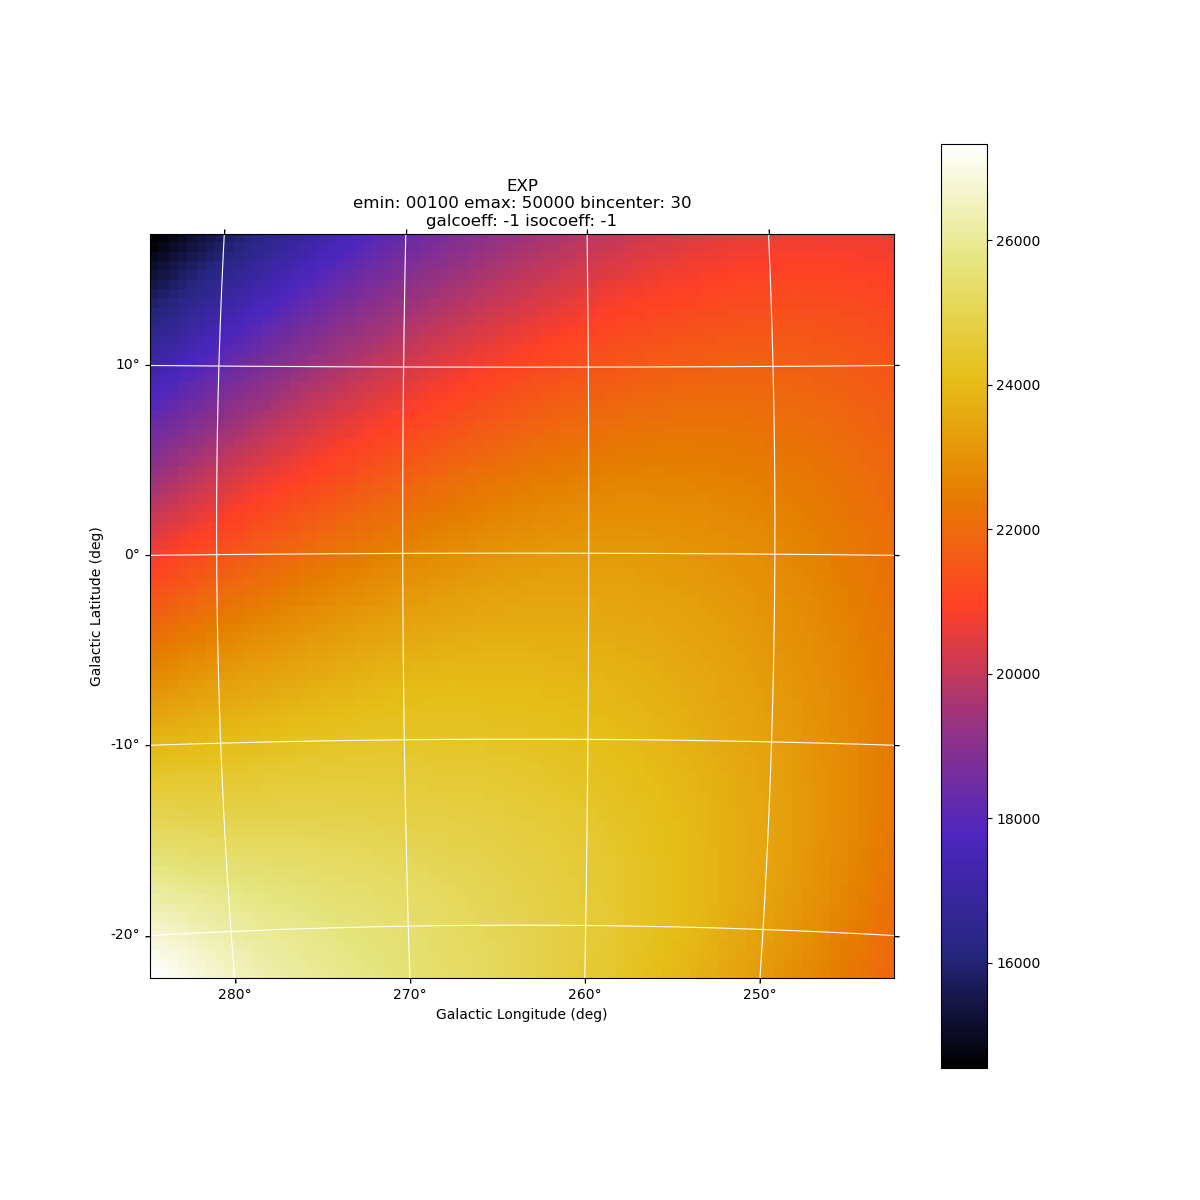 EXP
emin: 00100 emax: 50000 bincenter: 30
galcoeff: -1 isocoeff: -1
26000
24000
22000
20000
18000
16000
10°
0°
-10°
-20°
Galactic Latitude (deg)
280°
270°
260°
250°
Galactic Longitude (deg)